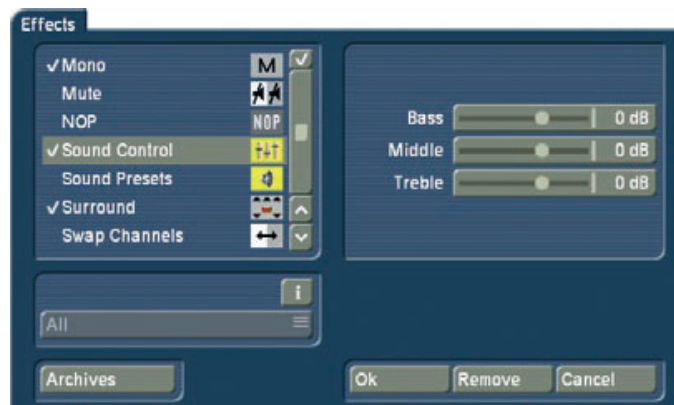 Effects
✓Mono M
Mute
NOP NOP
✓Sound Control
Sound Presets
✓Surround
Swap Channels
Bass 0 dB
Middle 0 dB
Treble 0 dB
i
All
Archives
Ok Remove Cancel